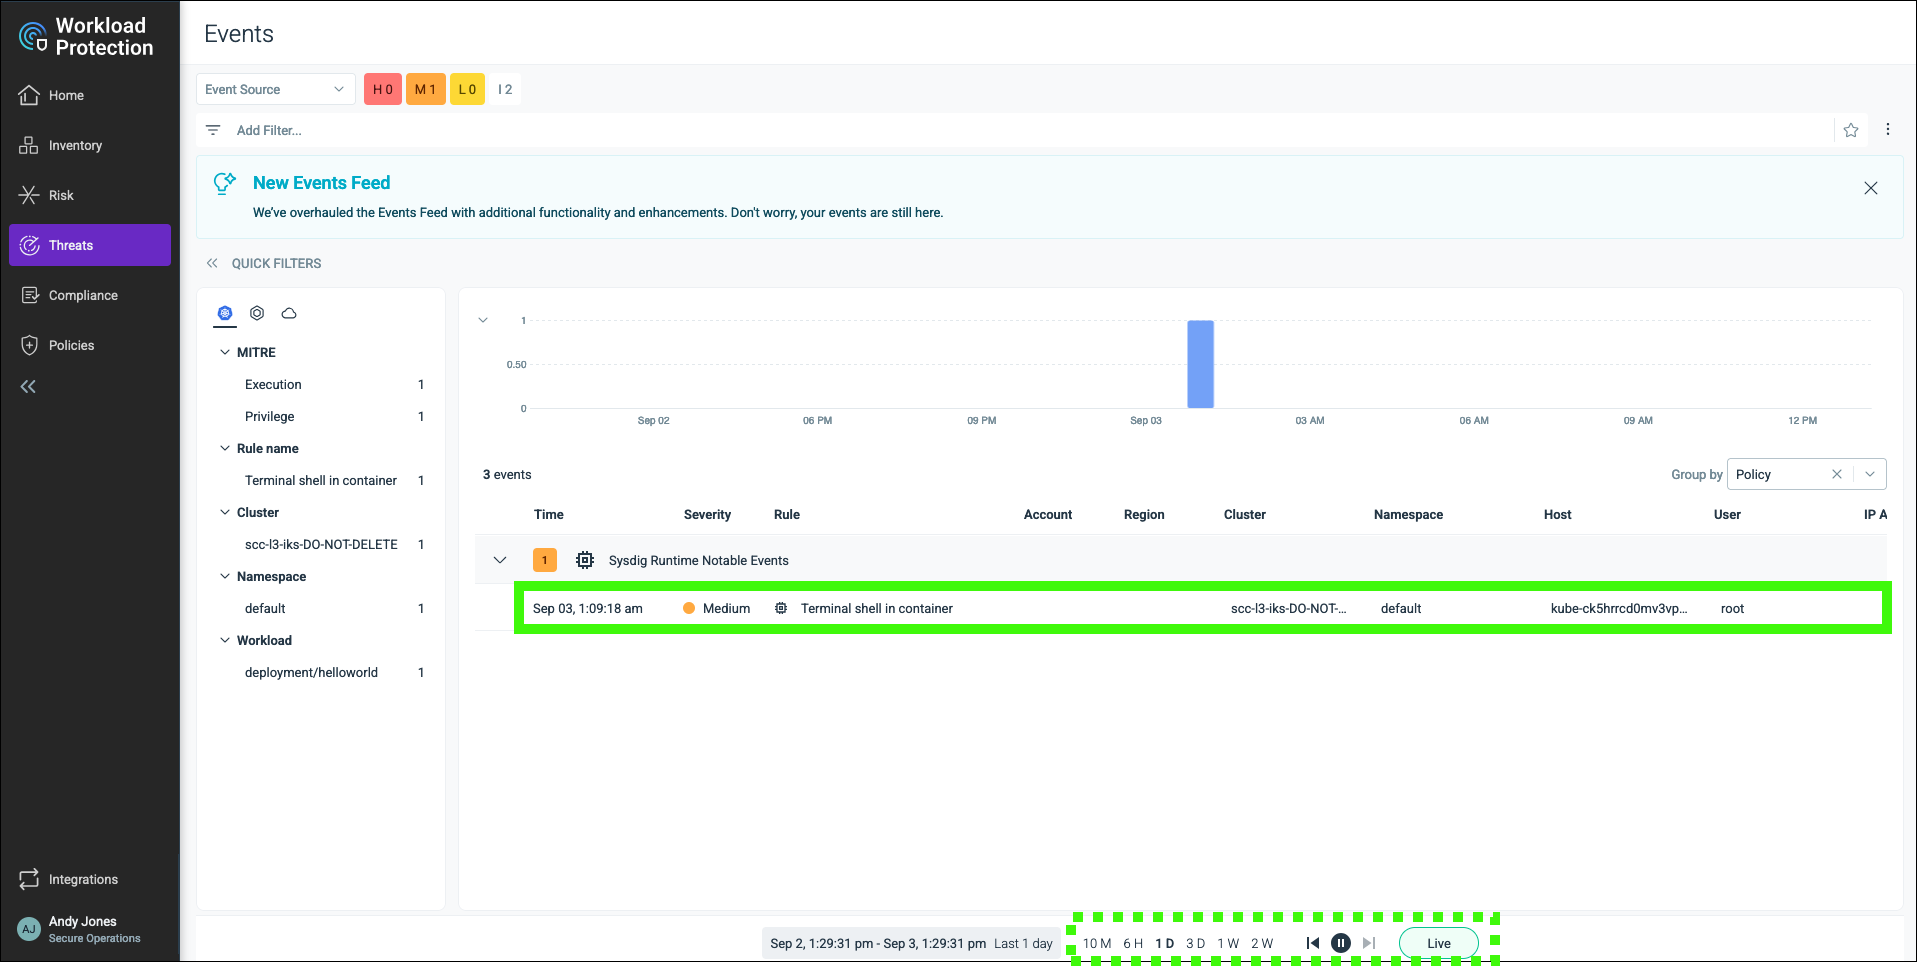 Workload
Protection
Home
Inventory
Risk
Threats
Compliance
Policies
Integrations
AJ
Andy Jones
Secure Operations
Events
Event Source
H 0 M 1 L 0 I 2
Add Filter...
New Events Feed
We've overhauled the Events Feed with additional functionality and enhancements. Don't worry, your events are still here.
QUICK FILTERS
MITRE
Execution 1
Privilege 1
Rule name
Terminal shell in container 1
Cluster
scc-l3-iks-DO-NOT-DELETE 1
Namespace
default 1
Workload
deployment/helloworld 1
1
0.50
0
Sep 02 06 PM 09 PM Sep 03 03 AM 06 AM 09 AM 12 PM
3 events
Group by Policy
Time Severity Rule Account Region Cluster Namespace Host User IP A
1 Sysdig Runtime Notable Events
Sep 03, 1:09:18 am Medium Terminal shell in container scc-l3-iks-DO-NOT-... default kube-ck5hrrcd0mv3vp... root
Sep 2, 1:29:31 pm - Sep 3, 1:29:31 pm Last 1 day 10 M 6 H 1 D 3 D 1 W 2 W Live